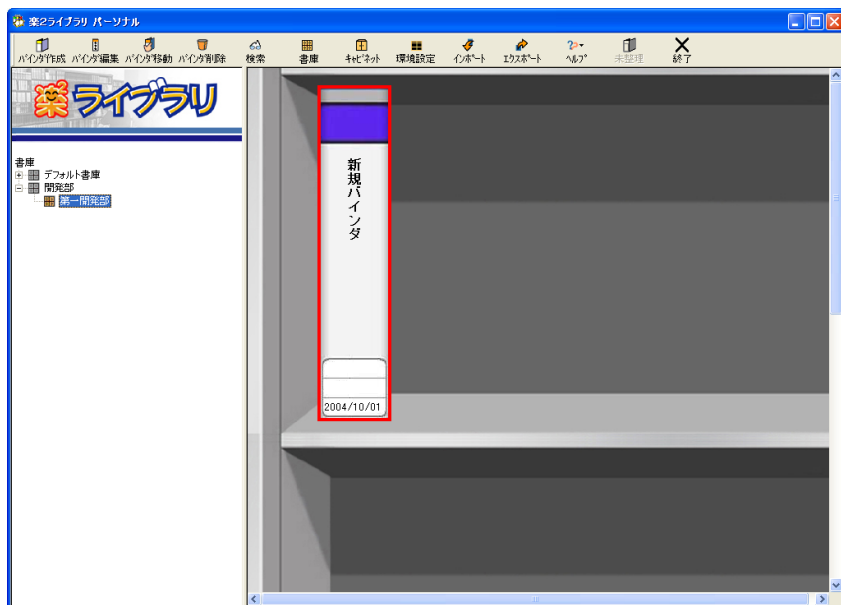 楽2ライブラリ パーソナル
バインダ作成 バインダ編集 バインダ移動 バインダ削除 検索 書庫 キャビネット 環境設定 インポート エクスポート ヘルプ 未整理 終了
楽ライブラリ
書庫
デフォルト書庫
開発部
第一開発部
新規バインダ
2004/10/01